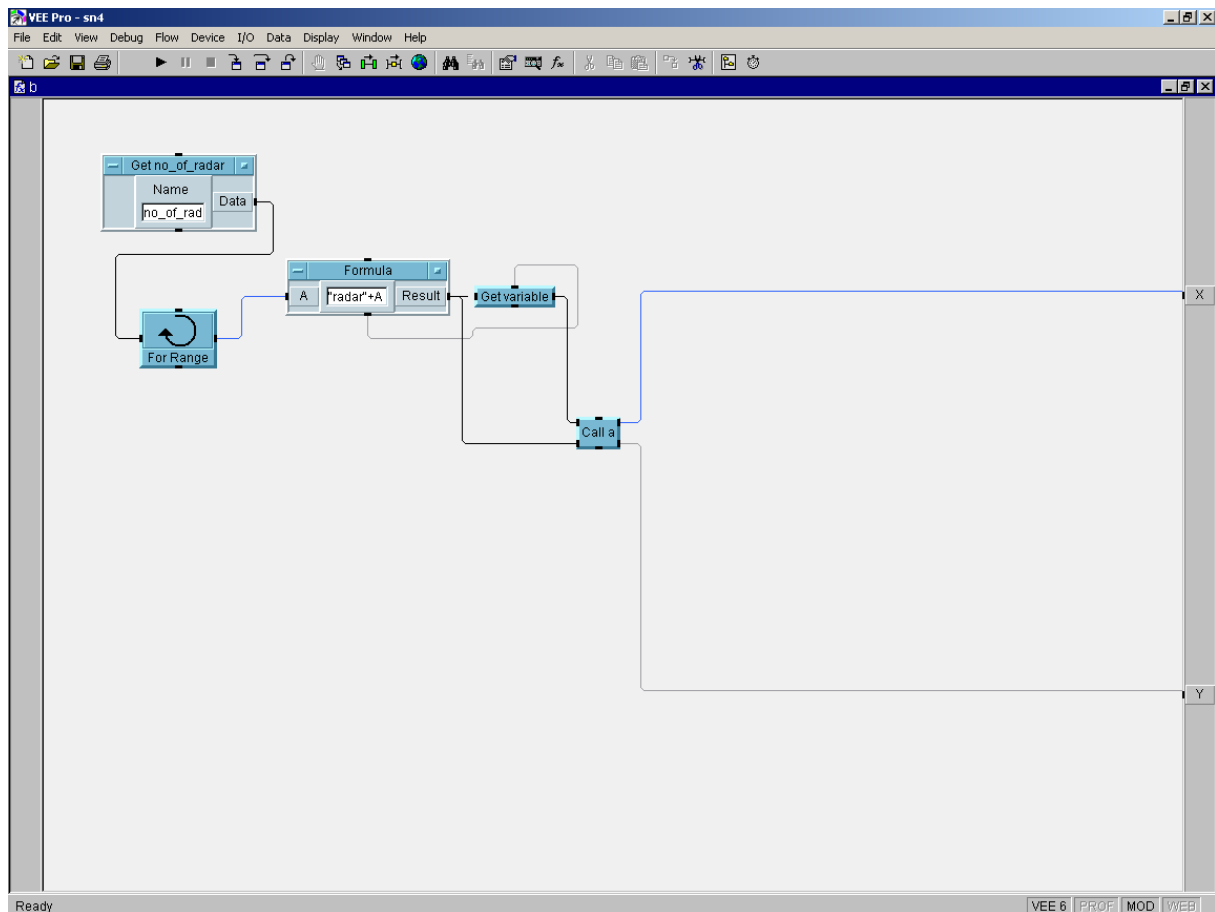 VEE Pro - sn4
File Edit View Debug Flow Device I/O Data Display Window Help
b
Get no_of_radar
Name
no_of_rad
Data
Formula
A
"radar"+A
Result
Get variable
X
For Range
Call a
Y
Ready
VEE 6 PROF MOD WEB